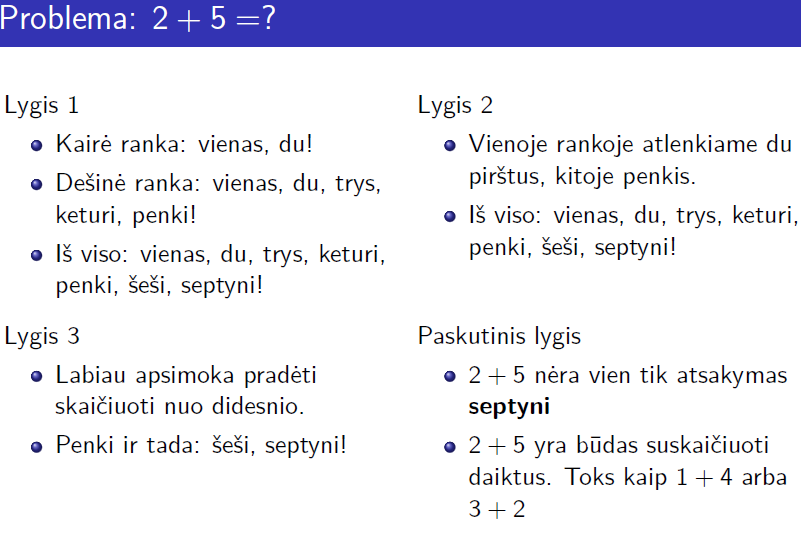 Problema: 2 + 5 =?
Lygis 1
Kairė ranka: vienas, du!
Dešinė ranka: vienas, du, trys,
keturi, penki!
Iš viso: vienas, du, trys, keturi,
penki, šeši, septyni!
Lygis 2
Vienoje rankoje atlenkiame du
pirštus, kitoje penkis.
Iš viso: vienas, du, trys, keturi,
penki, šeši, septyni!
Lygis 3
Labiau apsimoka pradėti
skaičiuoti nuo didesnio.
Penki ir tada: šeši, septyni!
Paskutinis lygis
2 + 5 nėra vien tik atsakymas
septyni
2 + 5 yra būdas suskaičiuoti
daiktus. Toks kaip 1 + 4 arba
3 + 2